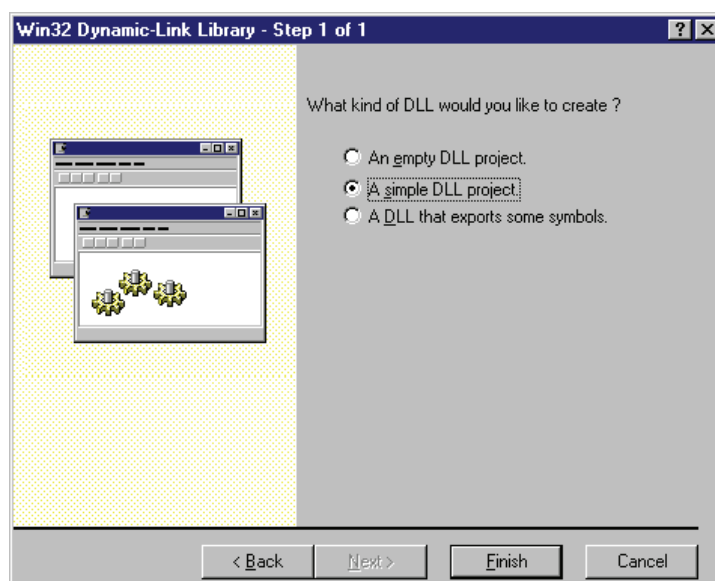 Win32 Dynamic-Link Library - Step 1 of 1
What kind of DLL would you like to create ?
An empty DLL project.
A simple DLL project.
A DLL that exports some symbols.
< Back Next > Finish Cancel